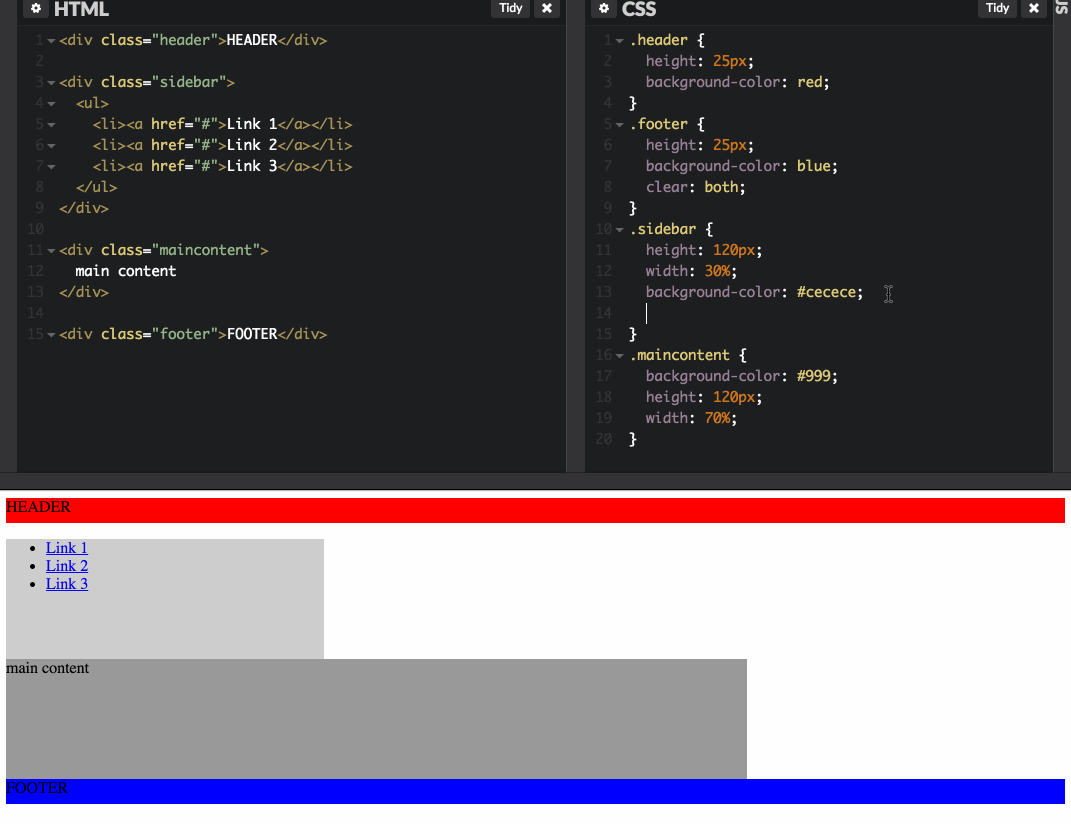 HTML
Tidy
1 <div class="header">HEADER</div>
2
3 <div class="sidebar">
4 <ul>
5 <li><a href="#">Link 1</a></li>
6 <li><a href="#">Link 2</a></li>
7 <li><a href="#">Link 3</a></li>
8 </ul>
9 </div>
10
11 <div class="maincontent">
12 main content
13 </div>
14
15 <div class="footer">FOOTER</div>
CSS
Tidy
1 .header {
2 height: 25px;
3 background-color: red;
4 }
5 .footer {
6 height: 25px;
7 background-color: blue;
8 clear: both;
9 }
10 .sidebar {
11 height: 120px;
12 width: 30%;
13 background-color: #cecece;
14
15 }
16 .maincontent {
17 background-color: #999;
18 height: 120px;
19 width: 70%;
20 }
JS
HEADER
• Link 1
• Link 2
• Link 3
main content
FOOTER